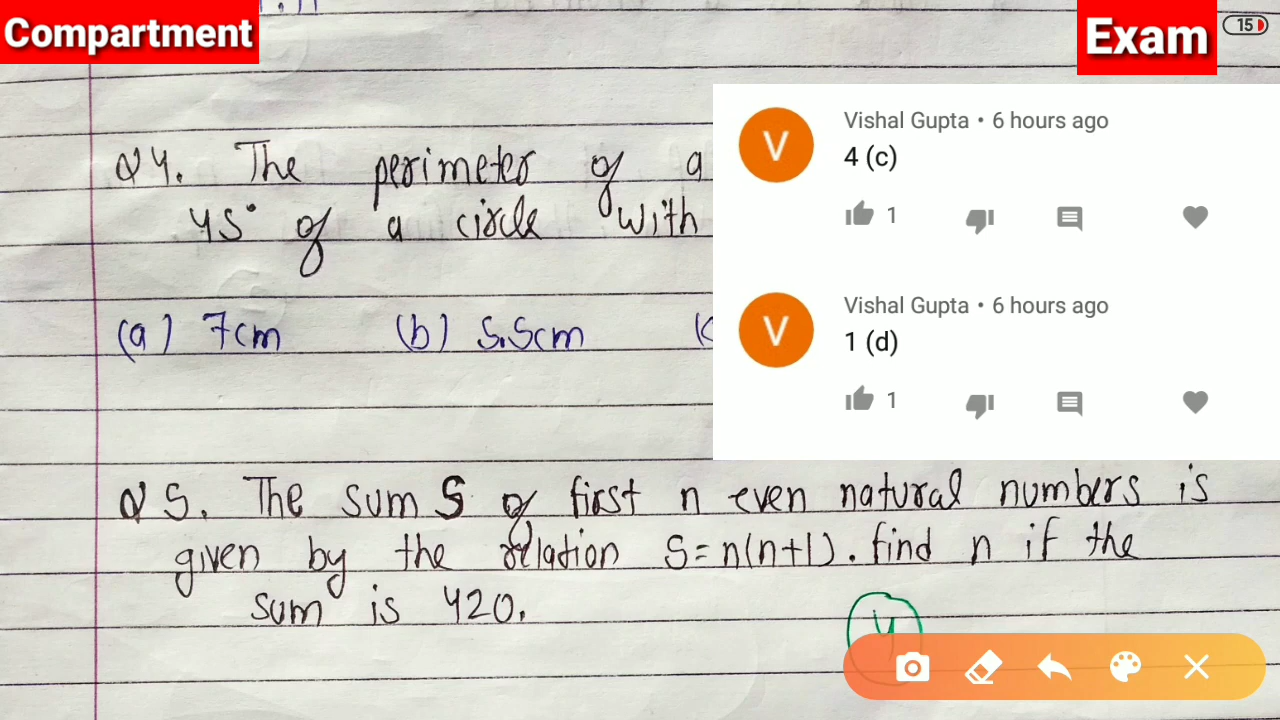 Compartment
Exam
15
Q4. The perimeter of a
45° of a circle with
(a) 7cm (b) 5.5cm (c
V
Vishal Gupta • 6 hours ago
4 (c)
1
V
Vishal Gupta • 6 hours ago
1 (d)
1
Q5. The sum S of first n even natural numbers is
given by the relation S=n(n+1). find n if the
sum is 420.
4